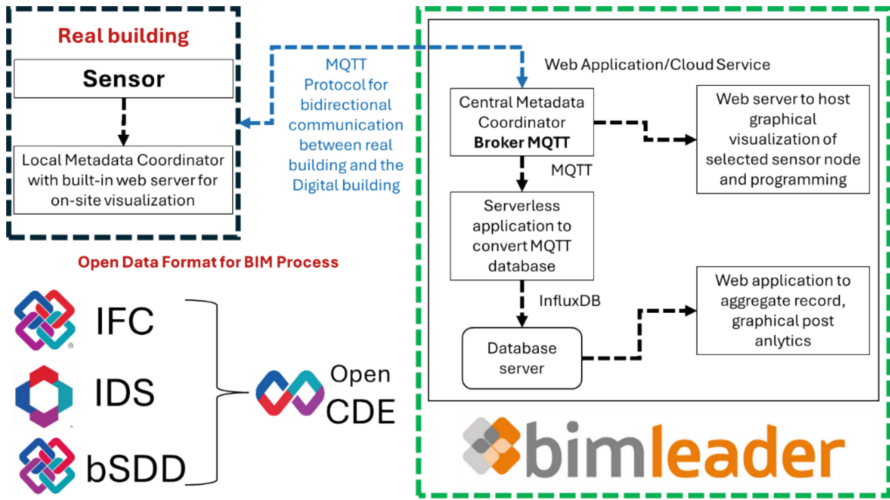 Real building
Sensor
Local Metadata Coordinator
with built-in web server for
on-site visualization
MQTT
Protocol for
bidirectional
communication
between real
building and the
Digital building
Web Application/Cloud Service
Central Metadata
Coordinator
Broker MQTT
Web server to host
graphical
visualization of
selected sensor node
and programming
MQTT
Serverless
application to
convert MQTT
database
InfluxDB
Database
server
Web application to
aggregate record,
graphical post
anlytics
Open Data Format for BIM Process
IFC
IDS
bSDD
Open
CDE
bimleader